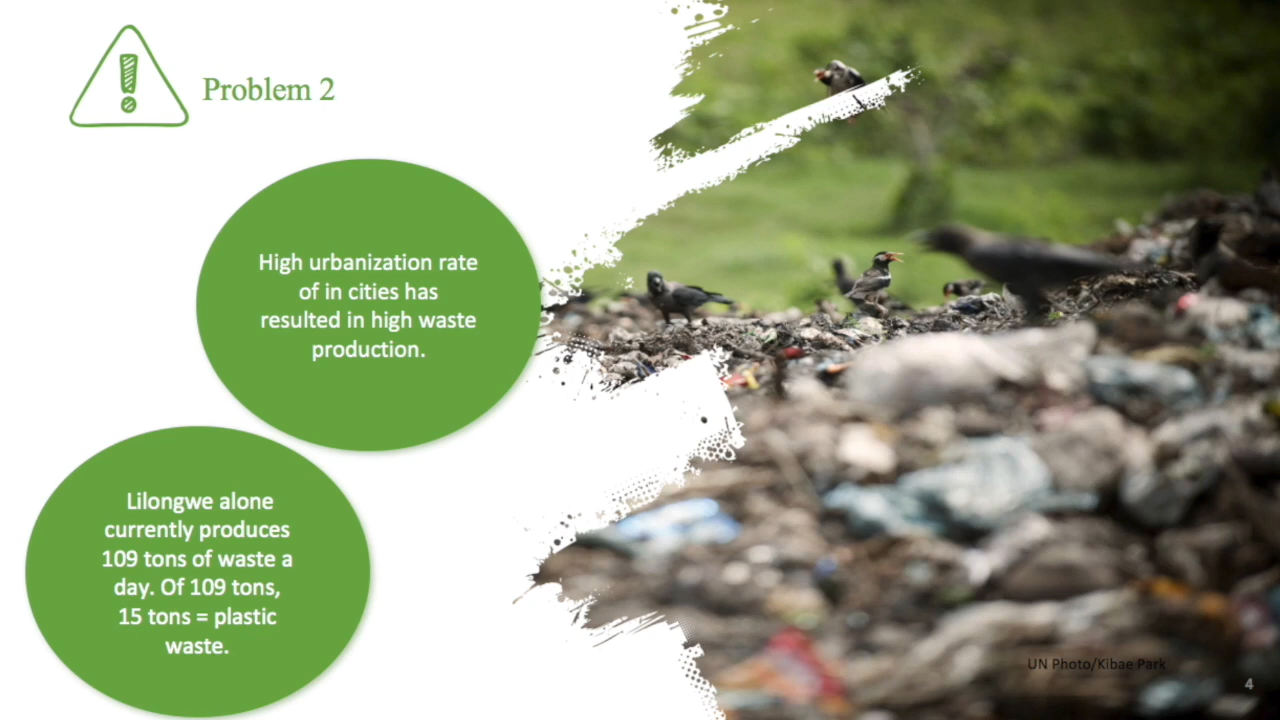 Problem 2
High urbanization rate
of in cities has
resulted in high waste
production.
Lilongwe alone
currently produces
109 tons of waste a
day. Of 109 tons,
15 tons = plastic
waste.
UN Photo/Kibae Park
4